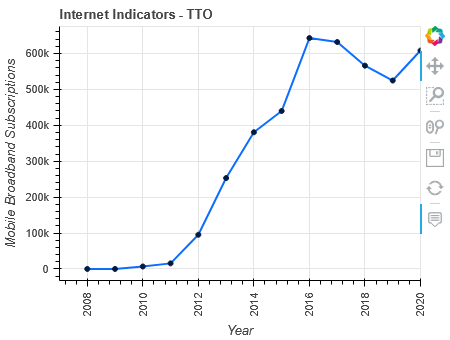 Internet Indicators - TTO
Mobile Broadband Subscriptions
600k
500k
400k
300k
200k
100k
0
2008
2010
2012
2014
2016
2018
2020
Year